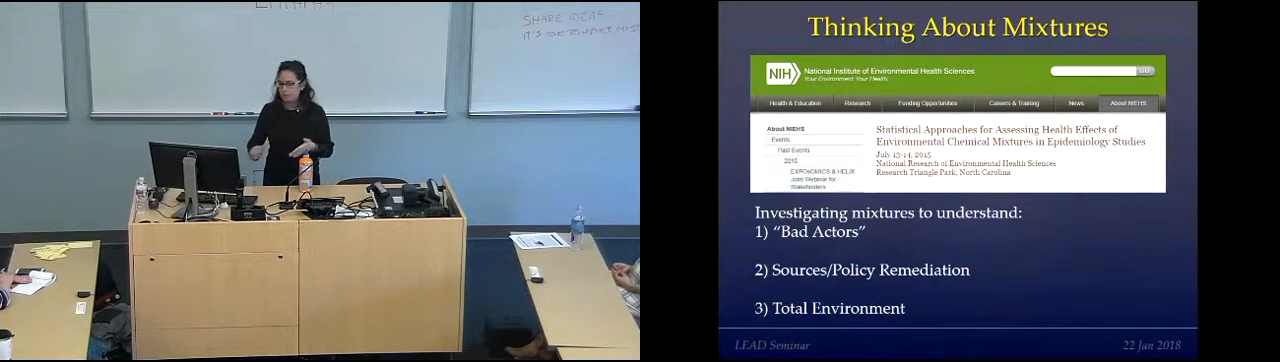 SHARE IDEAS
IT'S OK TO MAKE MIST
Thinking About Mixtures
NIH
National Institute of Environmental Health Sciences
Your Environment. Your Health.
GO
Health & Education
Research
Funding Opportunities
Careers & Training
News
About NIEHS
About NIEHS
Events
Past Events
2015
EXPOsOMICS & HELIX
Joint Webinar for
Stakeholders
Statistical Approaches for Assessing Health Effects of
Environmental Chemical Mixtures in Epidemiology Studies
July 13-14, 2015
National Research of Environmental Health Sciences
Research Triangle Park, North Carolina
Investigating mixtures to understand:
1) “Bad Actors”
2) Sources/Policy Remediation
3) Total Environment
LEAD Seminar
22 Jan 2018